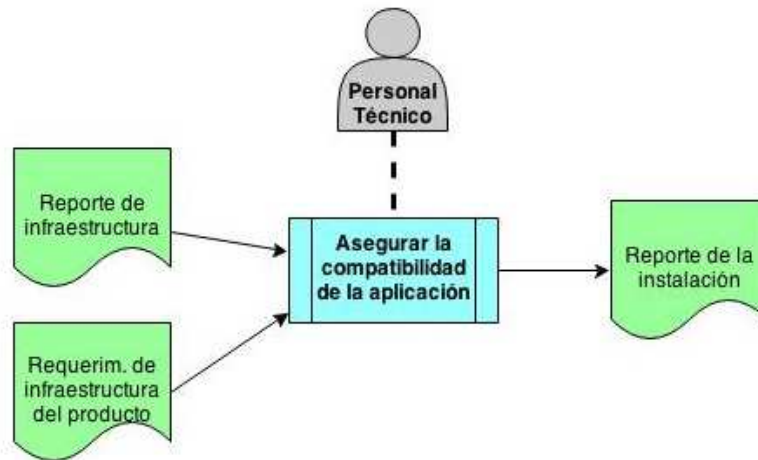 Personal
Técnico
Reporte de
infraestructura
Asegurar la
compatibilidad
de la aplicación
Reporte de la
instalación
Requerim. de
infraestructura
del producto